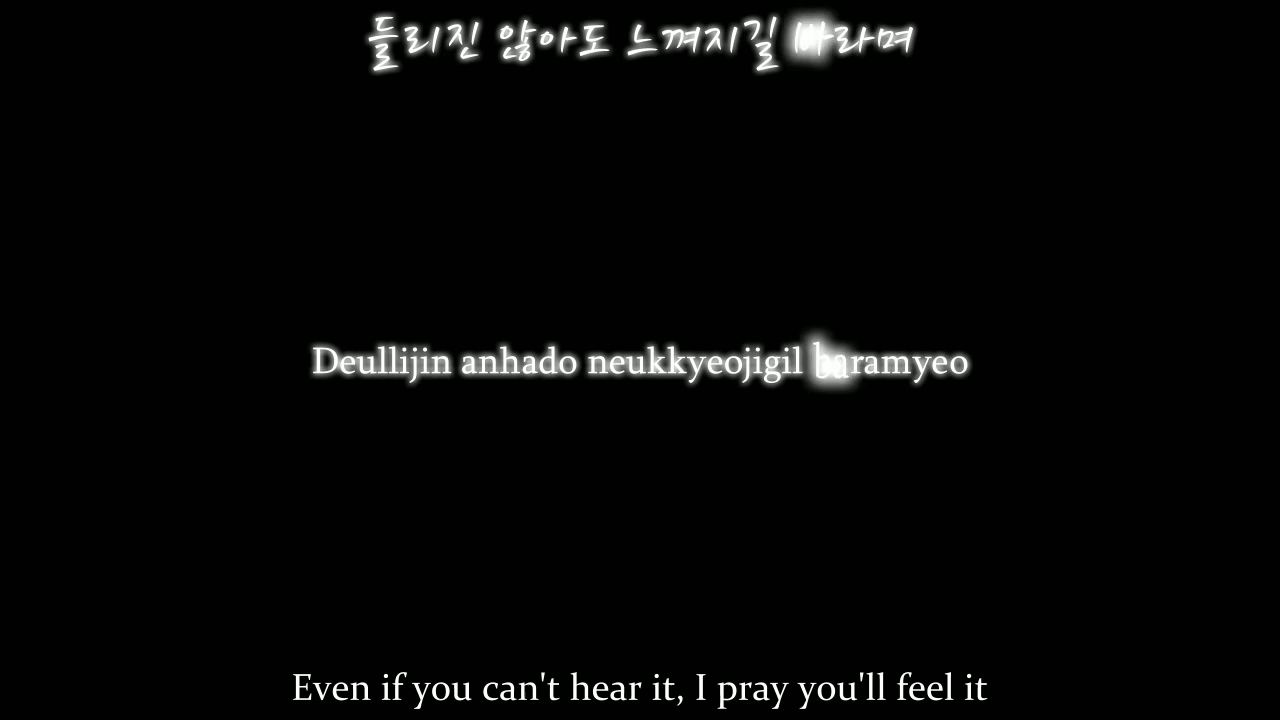 들리진 않아도 느껴지길 바라며
Deullijin anhado neukkyeojigil baramyeo
Even if you can't hear it, I pray you'll feel it